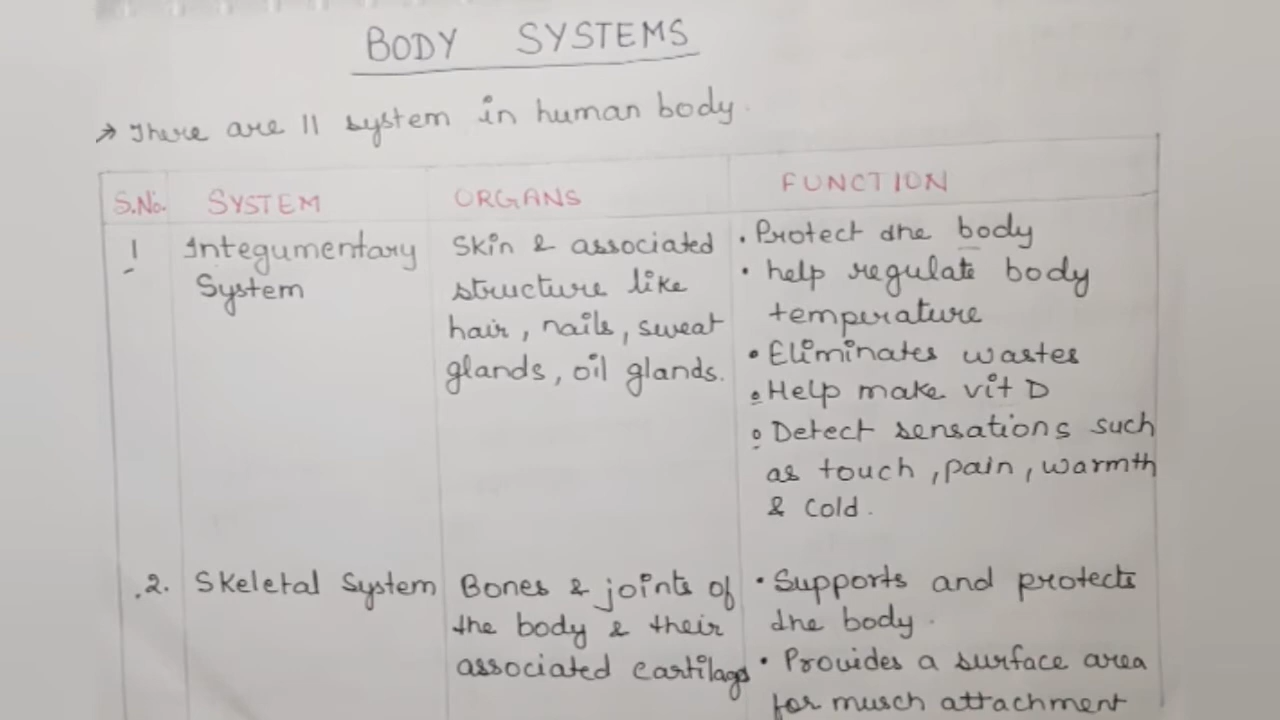 BODY SYSTEMS
→ There are 11 system in human body.
S.No. SYSTEM ORGANS FUNCTION
1 Integumentary System
Skin & associated
structure like
hair, nails, sweat
glands, oil glands.
• Protect the body
• help regulate body
temperature
• Eliminates wastes
• Help make vit D
• Detect sensations such
as touch, pain, warmth
& cold.
2. Skeletal System
Bones & joints of
the body & their
associated cartilage
• Supports and protects
the body.
• Provides a surface area
for attachment